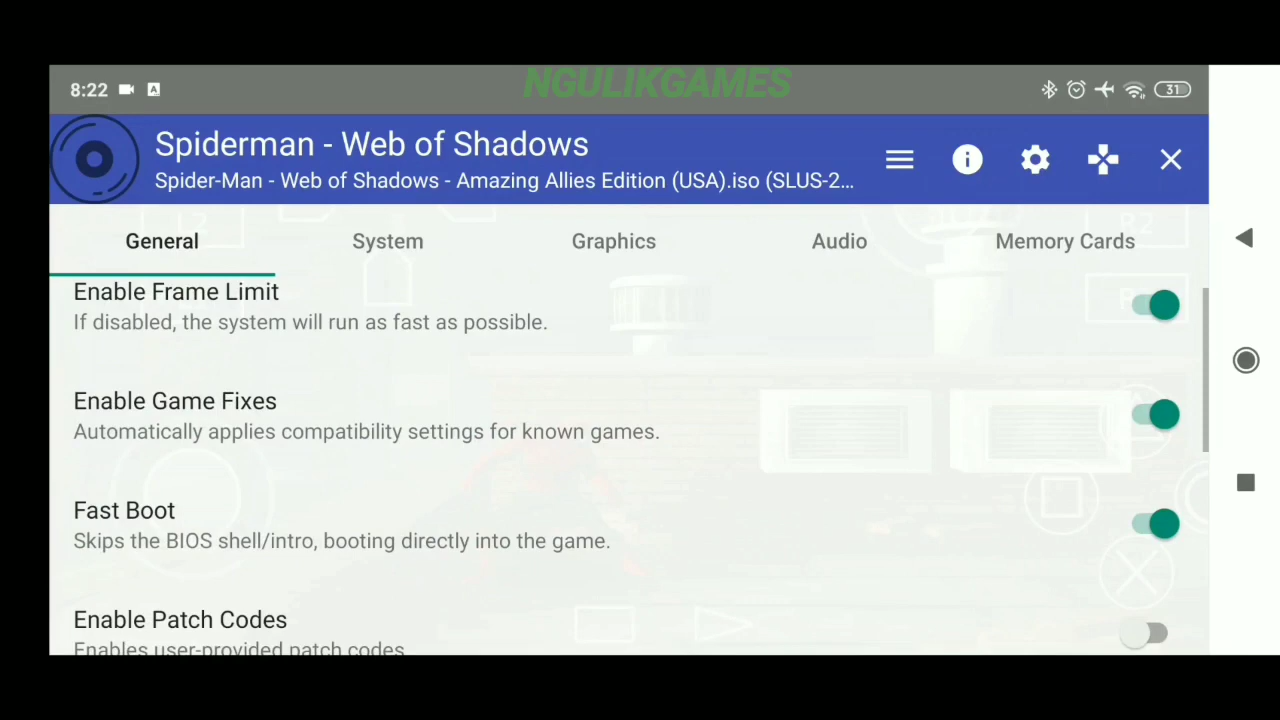 NGULIKGAMES
8:22
A
31
Spiderman - Web of Shadows
Spider-Man - Web of Shadows - Amazing Allies Edition (USA).iso (SLUS-2...
General System Graphics Audio Memory Cards
R2
Enable Frame Limit
If disabled, the system will run as fast as possible.
Enable Game Fixes
Automatically applies compatibility settings for known games.
Fast Boot
Skips the BIOS shell/intro, booting directly into the game.
Enable Patch Codes
Enables user-provided patch codes